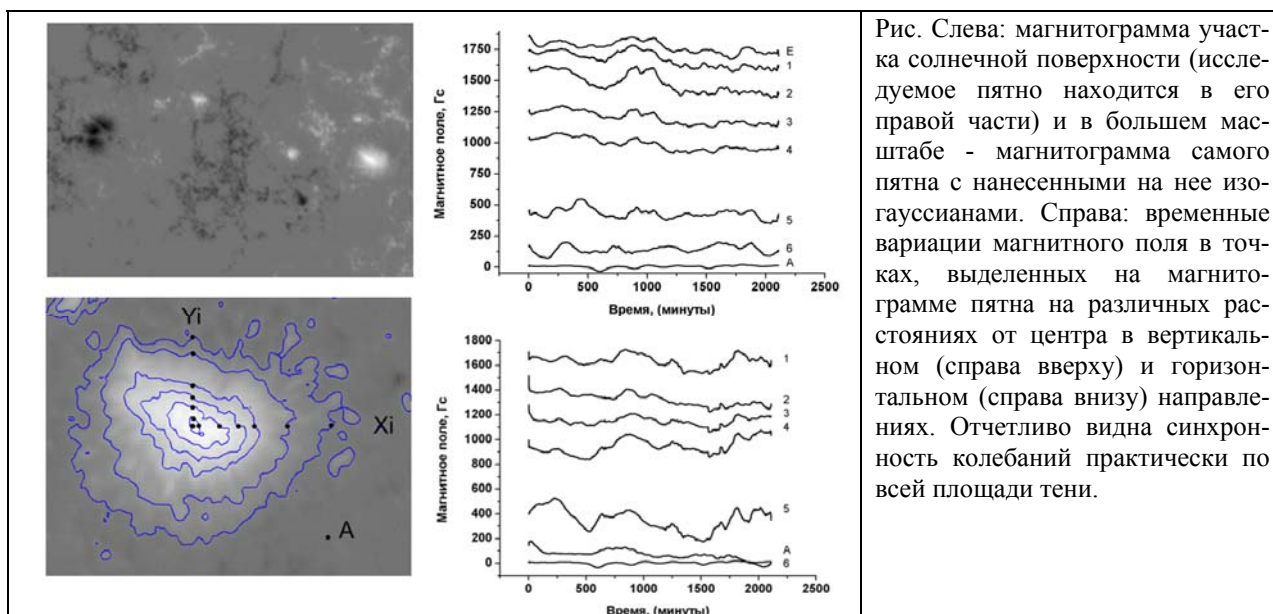 1750
1500
1250
1000
750
500
250
0
Магнитное поле, Гс
E
1
2
3
4
5
6
A
0 500 1000 1500 2000 2500
Время, (минуты)
Yi
Xi
A
1800
1600
1400
1200
1000
800
600
400
200
0
Магнитное поле, Гс
1
2
3
4
5
A
6
0 500 1000 1500 2000 2500
Время, (минуты)
Рис. Слева: магнитограмма участ-
ка солнечной поверхности (иссле-
дуемое пятно находится в его
правой части) и в большем мас-
штабе - магнитограмма самого
пятна с нанесенными на нее изо-
гауссианами. Справа: временные
вариации магнитного поля в точ-
ках, выделенных на магнито-
грамме пятна на различных рас-
стояниях от центра в вертикаль-
ном (справа вверху) и горизон-
тальном (справа внизу) направле-
ниях. Отчетливо видна синхрон-
ность колебаний практически по
всей площади тени.